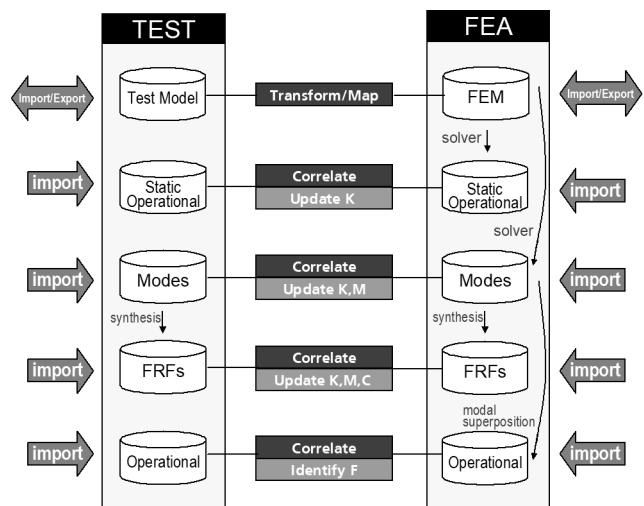 TEST
FEA
Import/Export
Test Model
Transform/Map
FEM
Import/Export
solver
import
Static
Operational
Correlate
Update K
Static
Operational
import
solver
import
Modes
Correlate
Update K,M
Modes
import
synthesis
synthesis
import
FRFs
Correlate
Update K,M,C
FRFs
import
modal
superposition
import
Operational
Correlate
Identify F
Operational
import